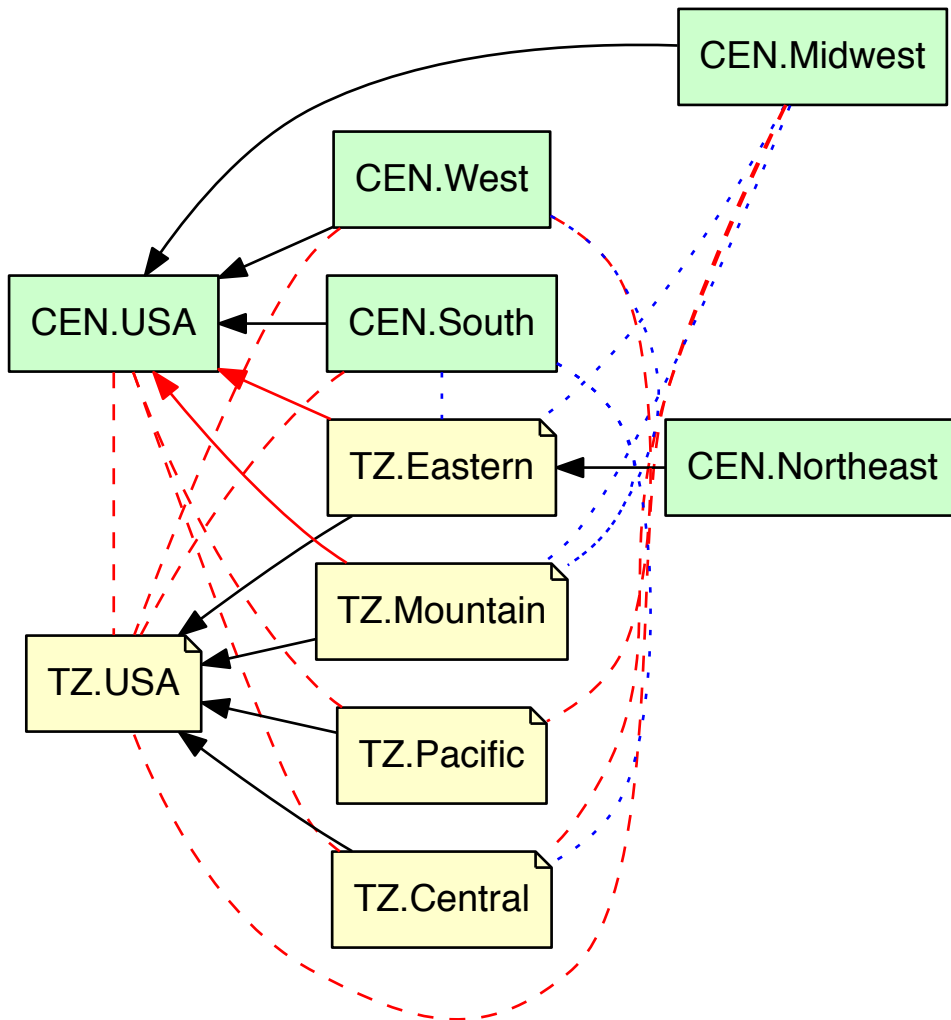 CEN.Midwest
CEN.West
CEN.USA
CEN.South
TZ.Eastern
CEN.Northeast
TZ.Mountain
TZ.USA
TZ.Pacific
TZ.Central